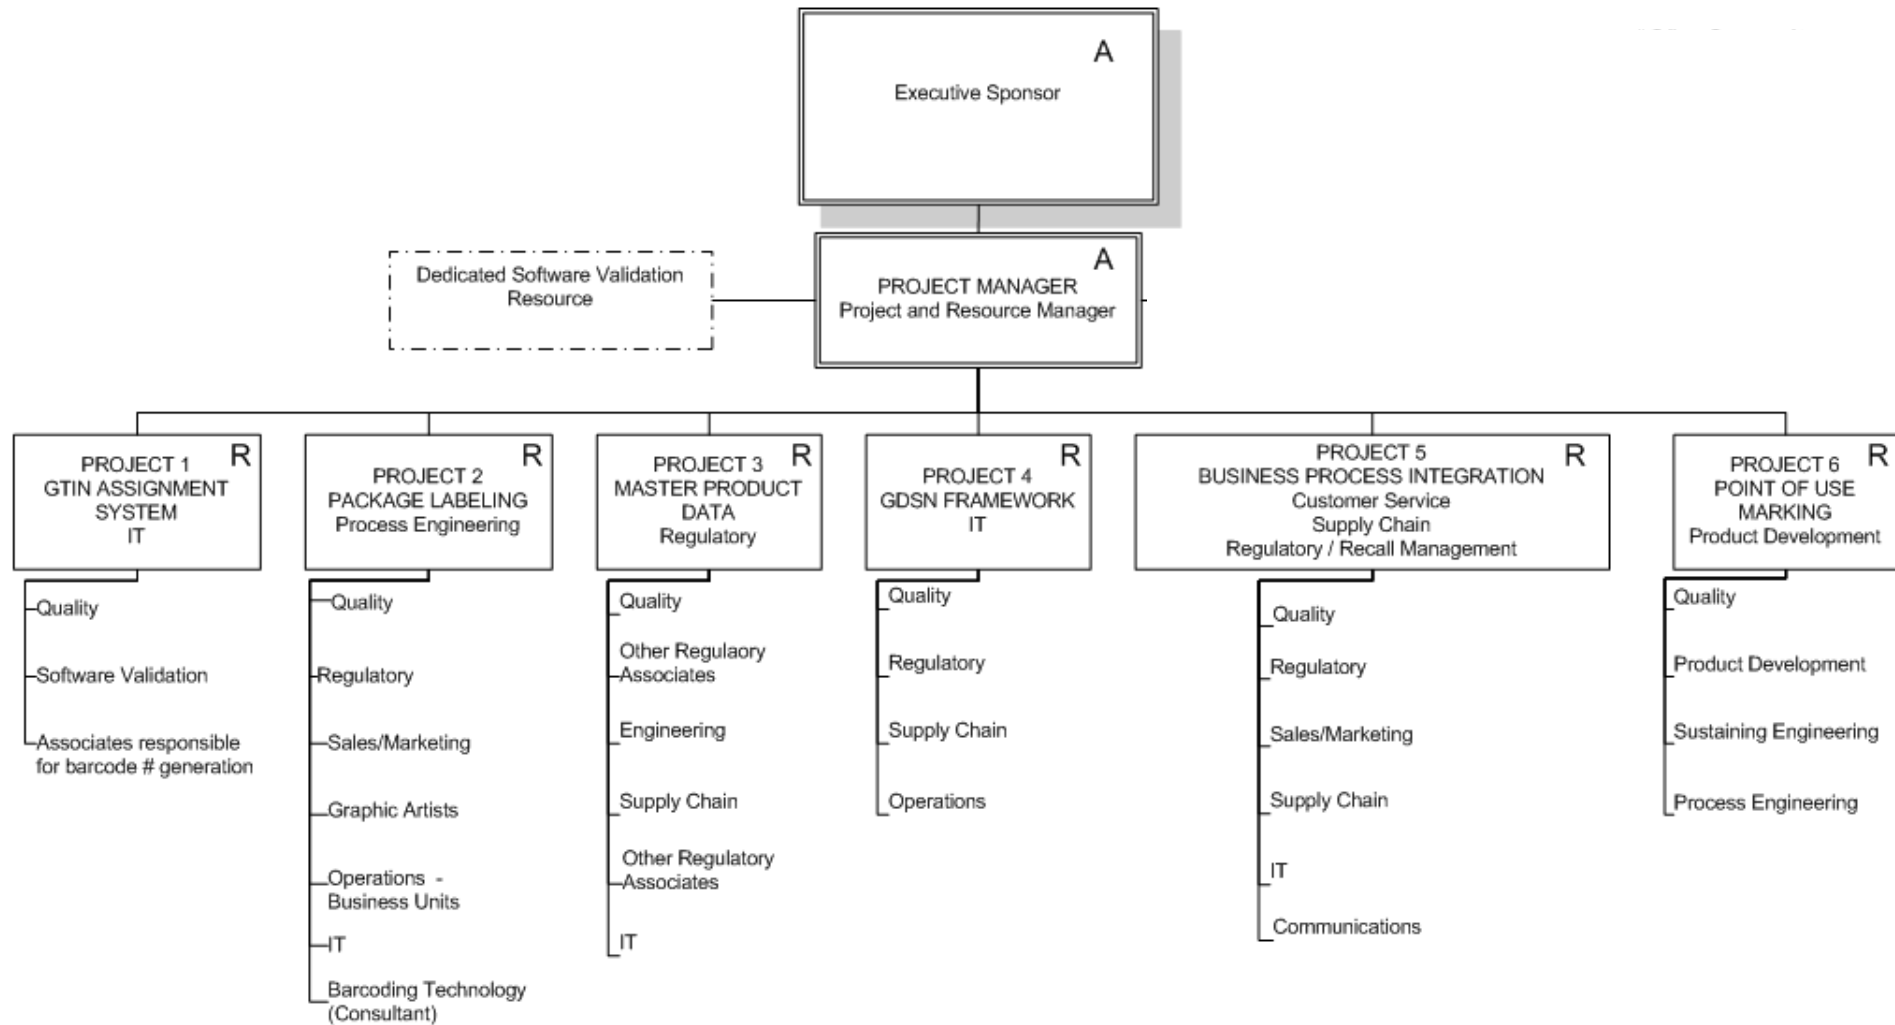 A
Executive Sponsor
A
PROJECT MANAGER
Project and Resource Manager
Dedicated Software Validation
Resource
R
PROJECT 1
GTIN ASSIGNMENT
SYSTEM
IT
Quality
Software Validation
Associates responsible
for barcode # generation
R
PROJECT 2
PACKAGE LABELING
Process Engineering
Quality
Regulatory
Sales/Marketing
Graphic Artists
Operations -
Business Units
IT
Barcoding Technology
(Consultant)
R
PROJECT 3
MASTER PRODUCT
DATA
Regulatory
Quality
Other Regulaory
Associates
Engineering
Supply Chain
Other Regulatory
Associates
IT
R
PROJECT 4
GDSN FRAMEWORK
IT
Quality
Regulatory
Supply Chain
Operations
R
PROJECT 5
BUSINESS PROCESS INTEGRATION
Customer Service
Supply Chain
Regulatory / Recall Management
Quality
Regulatory
Sales/Marketing
Supply Chain
IT
Communications
R
PROJECT 6
POINT OF USE
MARKING
Product Development
Quality
Product Development
Sustaining Engineering
Process Engineering